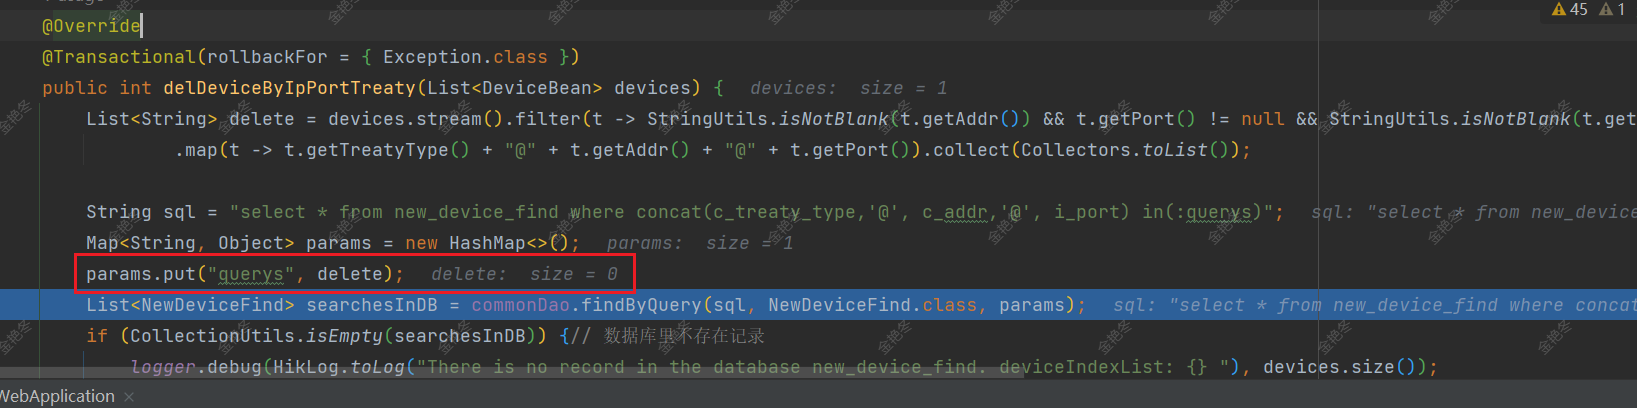 45 1
@Override
@Transactional(rollbackFor = { Exception.class })
public int delDeviceByIpPortTreaty(List<DeviceBean> devices) { devices: size = 1
List<String> delete = devices.stream().filter(t -> StringUtils.isNotBlank(t.getAddr()) && t.getPort() != null && StringUtils.isNotBlank(t.get
.map(t -> t.getTreatyType() + "@" + t.getAddr() + "@" + t.getPort()).collect(Collectors.toList());
String sql = "select * from new_device_find where concat(c_treaty_type,'@', c_addr,'@', i_port) in(:querys)"; sql: "select * from new_device
Map<String, Object> params = new HashMap<>(); params: size = 1
params.put("querys", delete); delete: size = 0
List<NewDeviceFind> searchesInDB = commonDao.findByQuery(sql, NewDeviceFind.class, params); sql: "select * from new_device_find where concat
if (CollectionUtils.isEmpty(searchesInDB)) {// 数据库里不存在记录
logger.debug(HikLog.toLog("There is no record in the database new_device_find. deviceIndexList: {} "), devices.size());
WebApplication ×
金艳冬